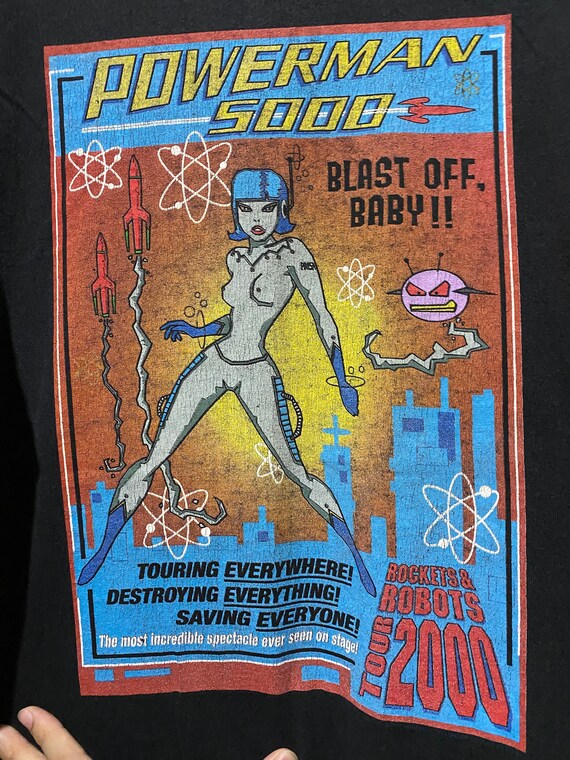 POWERMAN
5000
BLAST OFF,
BABY!!
PM5K
TOURING EVERYWHERE!
DESTROYING EVERYTHING!
SAVING EVERYONE!
The most incredible spectacle ever seen on stage!
ROCKETS &
ROBOTS
TOUR 2000